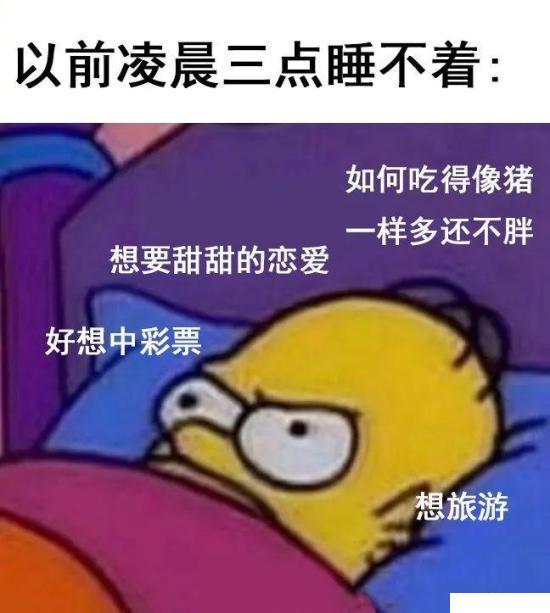 以前凌晨三点睡不着:
如何吃得像猪
一样多还不胖
想要甜甜的恋爱
好想中彩票
想旅游